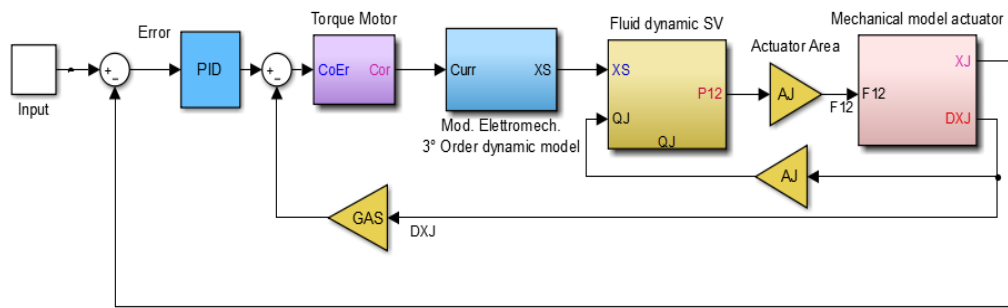 Input
Error
PID
Torque Motor
CoEr
Cor
Curr
XS
Mod. Elettromech.
3° Order dynamic model
Fluid dynamic SV
XS
QJ
P12
QJ
Actuator Area
AJ
F12
Mechanical model actuator
F12
XJ
DXJ
AJ
GAS
DXJ